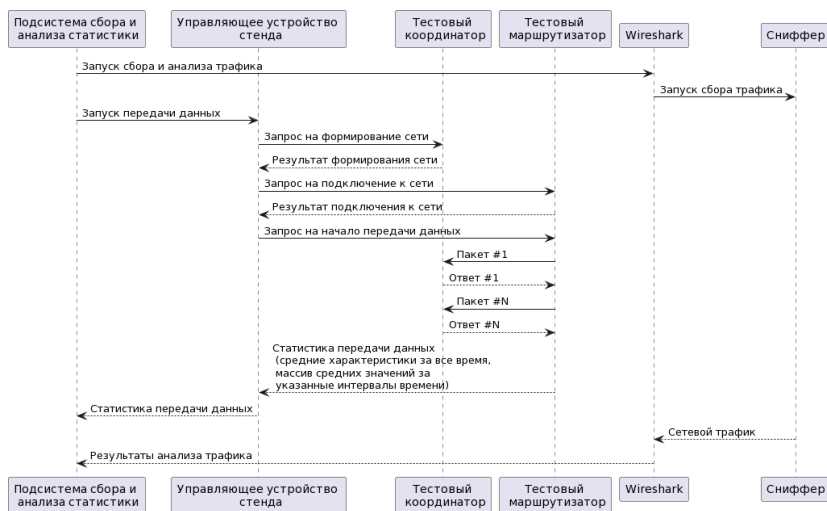 Подсистема сбора и
анализа статистики
Управляющее устройство
стенда
Тестовый
координатор
Тестовый
маршрутизатор
Wireshark
Сниффер
Запуск сбора и анализа трафика
Запуск сбора трафика
Запуск передачи данных
Запрос на формирование сети
Результат формирования сети
Запрос на подключение к сети
Результат подключения к сети
Запрос на начало передачи данных
Пакет #1
Ответ #1
Пакет #N
Ответ #N
Статистика передачи данных
(средние характеристики за все время,
массив средних значений за
указанные интервалы времени)
Статистика передачи данных
Сетевой трафик
Результаты анализа трафика
Подсистема сбора и
анализа статистики
Управляющее устройство
стенда
Тестовый
координатор
Тестовый
маршрутизатор
Wireshark
Сниффер